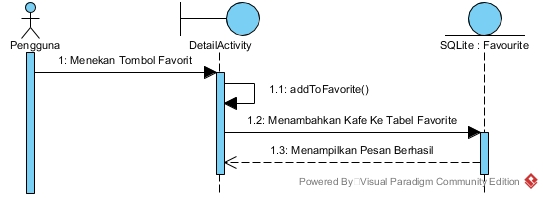 Pengguna
DetailActivity
SQLite : Favourite
1: Menekan Tombol Favorit
1.1: addToFavorite()
1.2: Menambahkan Kafe Ke Tabel Favorite
1.3: Menampilkan Pesan Berhasil
Powered By Visual Paradigm Community Edition